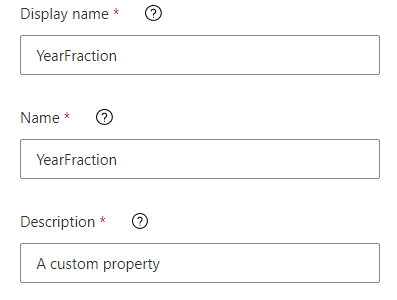 Display name *
YearFraction
Name *
YearFraction
Description *
A custom property